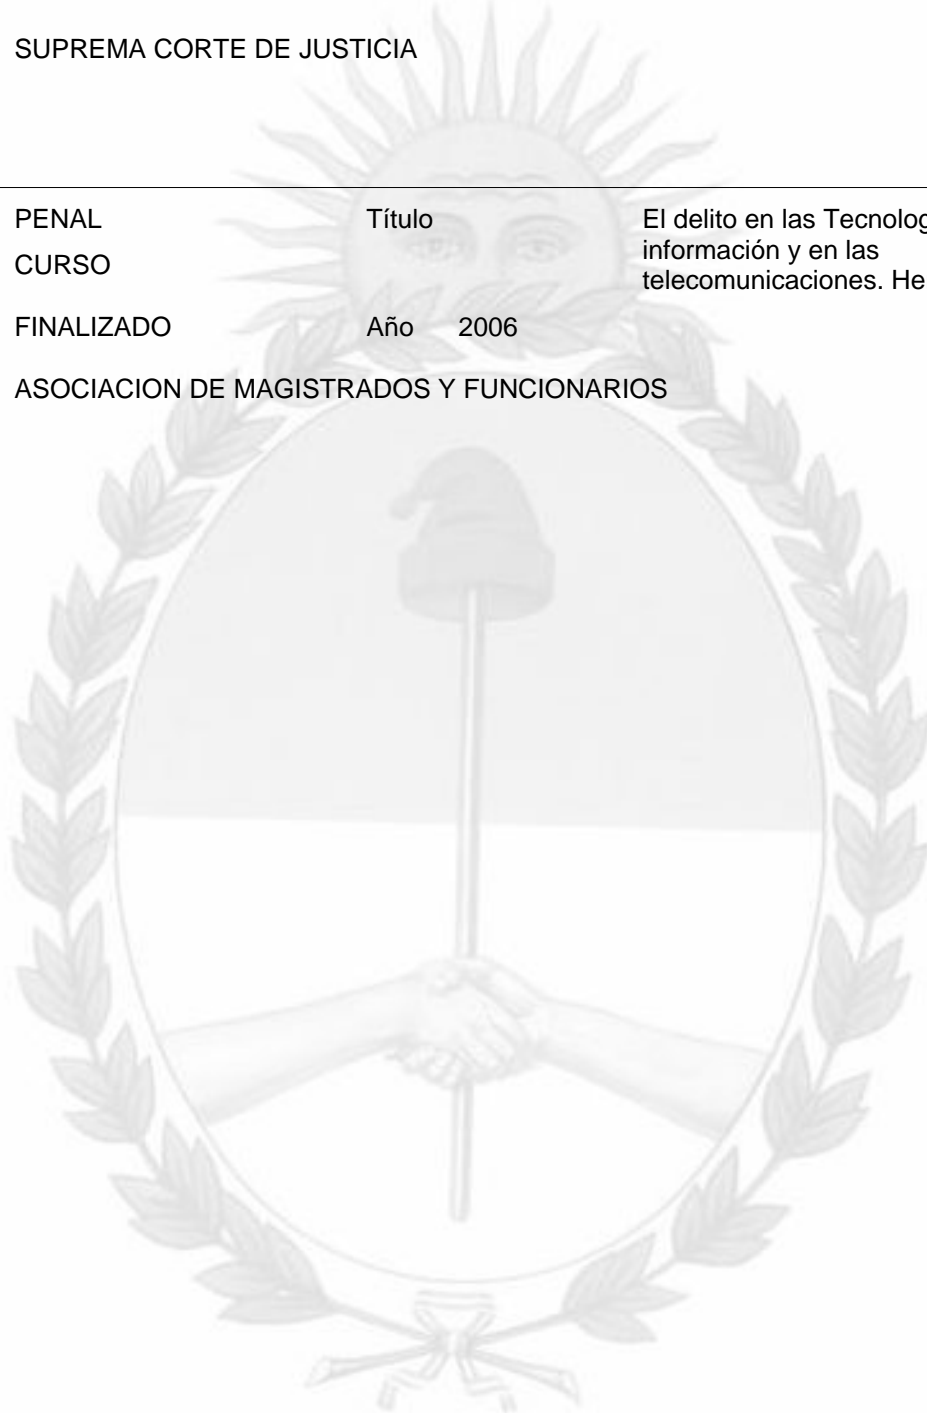 SUPREMA CORTE DE JUSTICIA
PENAL Título El delito en las
CURSO información y en las
telecomunicaciones.
FINALIZADO Año 2006
ASOCIACION DE MAGISTRADOS Y FUNCIONARIOS